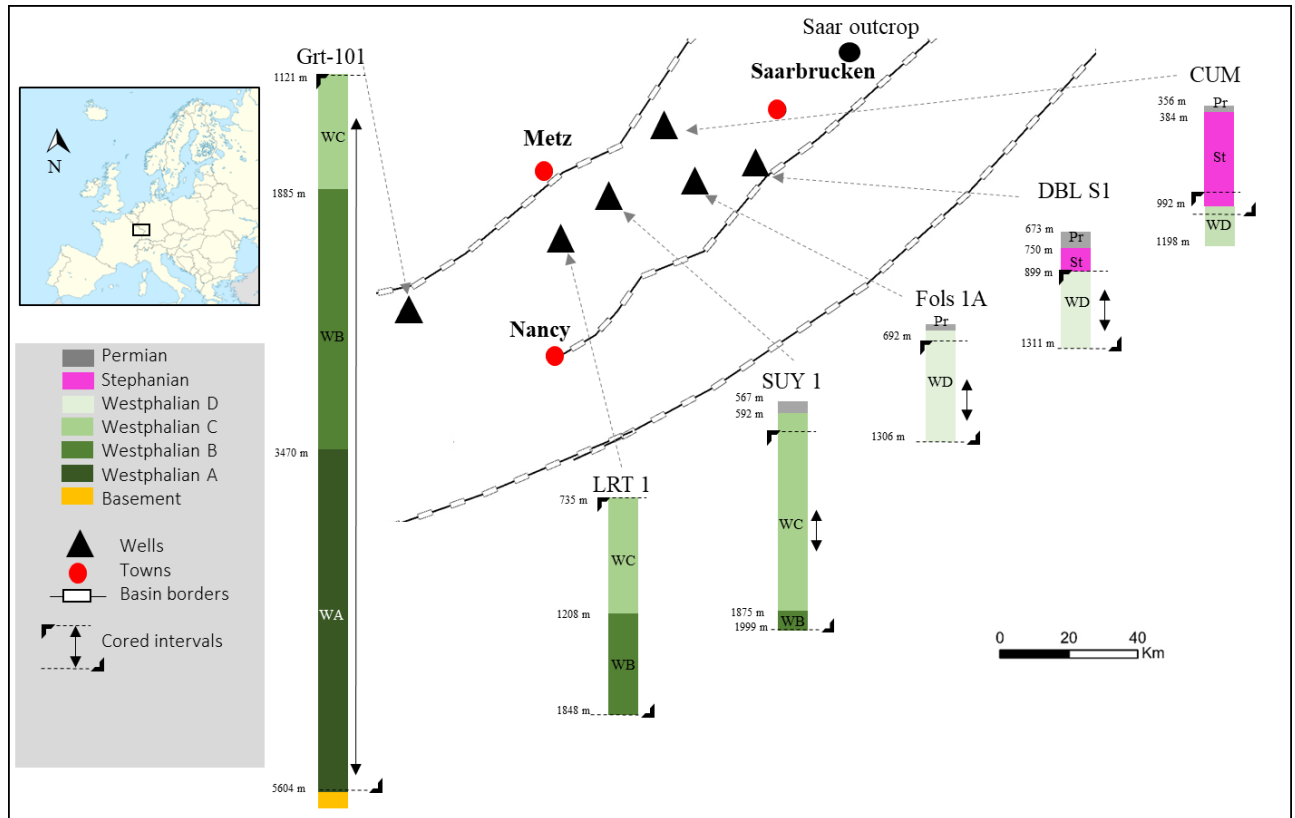 Grt-101
1121 m
WC
1885 m
WB
3470 m
WA
5604 m
N
Permian
Stephanian
Westphalian D
Westphalian C
Westphalian B
Westphalian A
Basement
Wells
Towns
Basin borders
Cored intervals
Saar outcrop
Saarbrucken
Metz
Nancy
LRT 1
735 m
WC
1208 m
WB
1848 m
SUY 1
567 m
592 m
WC
1875 m
WB
1999 m
Fols 1A
Pr
692 m
WD
1306 m
DBL S1
673 m
Pr
750 m
St
899 m
WD
1311 m
CUM
356 m
Pr
384 m
St
992 m
WD
1198 m
0 20 40
Km